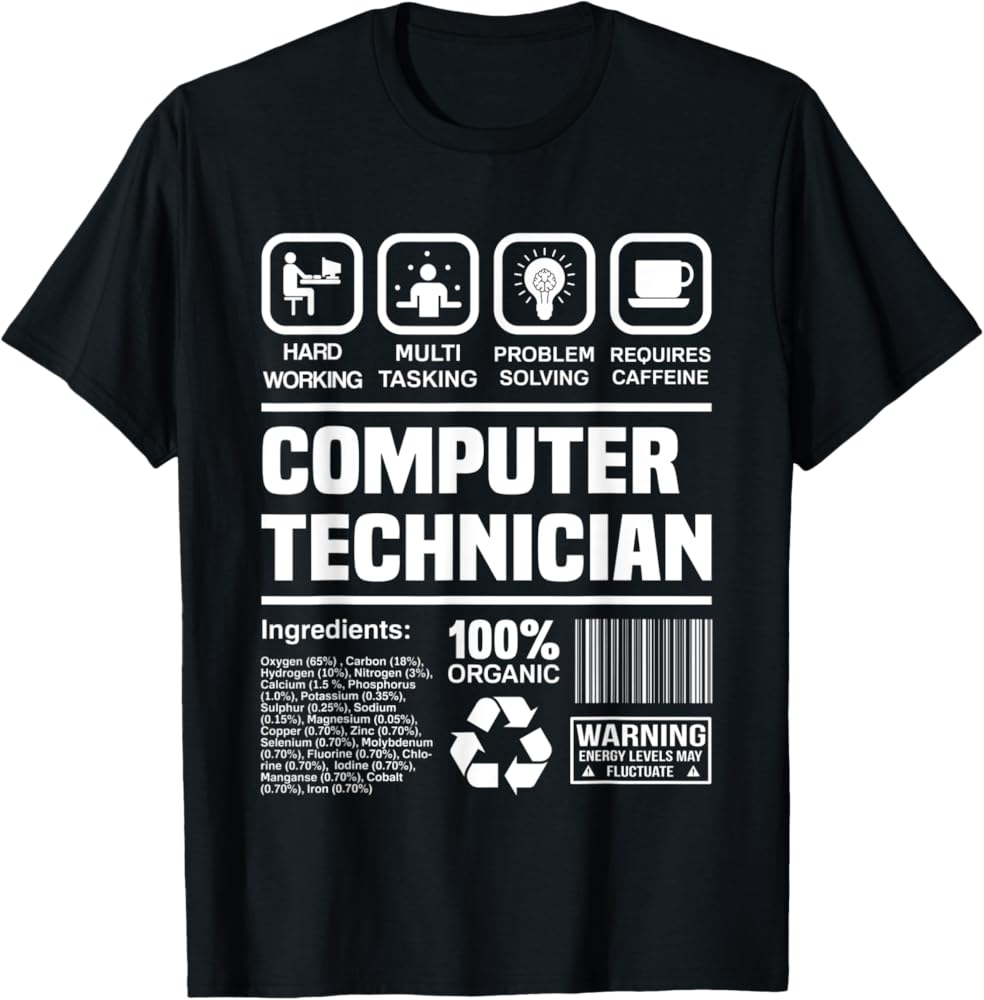 HARD
WORKING
MULTI
TASKING
PROBLEM
SOLVING
REQUIRES
CAFFEINE
COMPUTER
TECHNICIAN
Ingredients:
Oxygen (65%) , Carbon (18%),
Hydrogen (10%), Nitrogen (3%),
Calcium (1.5 %, Phosphorus
(1.0%), Potassium (0.35%),
Sulphur (0.25%), Sodium
(0.15%), Magnesium (0.05%),
Copper (0.70%), Zinc (0.70%),
Selenium (0.70%), Molybdenum
(0.70%), Fluorine (0.70%), Chlo-
rine (0.70%), Iodine (0.70%),
Manganse (0.70%), Cobalt
(0.70%), Iron (0.70%)
100%
ORGANIC
WARNING
ENERGY LEVELS MAY
FLUCTUATE